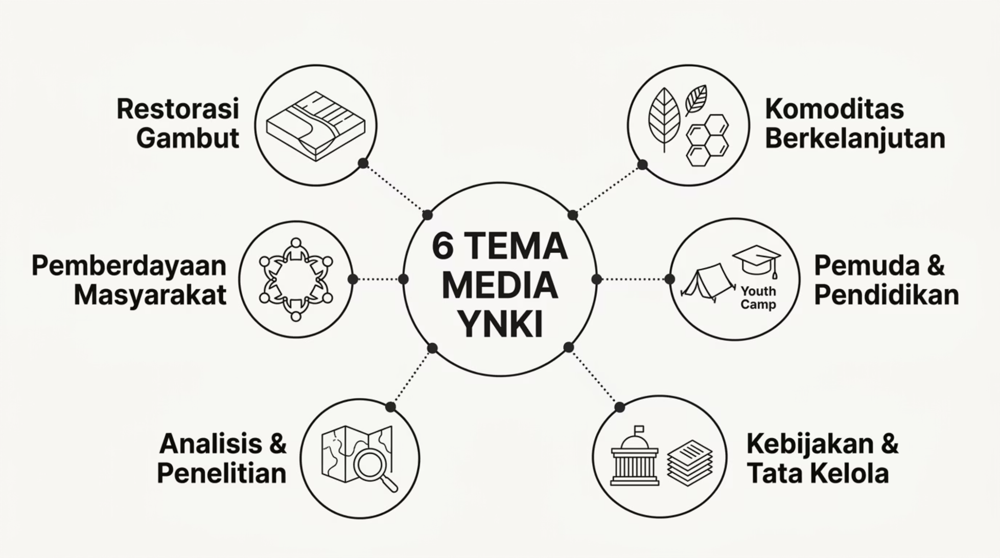 Restorasi
Gambut
Komoditas
Berkelanjutan
Pemberdayaan
Masyarakat
6 TEMA
MEDIA
YNKI
Youth
Camp
Pemuda &
Pendidikan
Analisis &
Penelitian
Kebijakan &
Tata Kelola